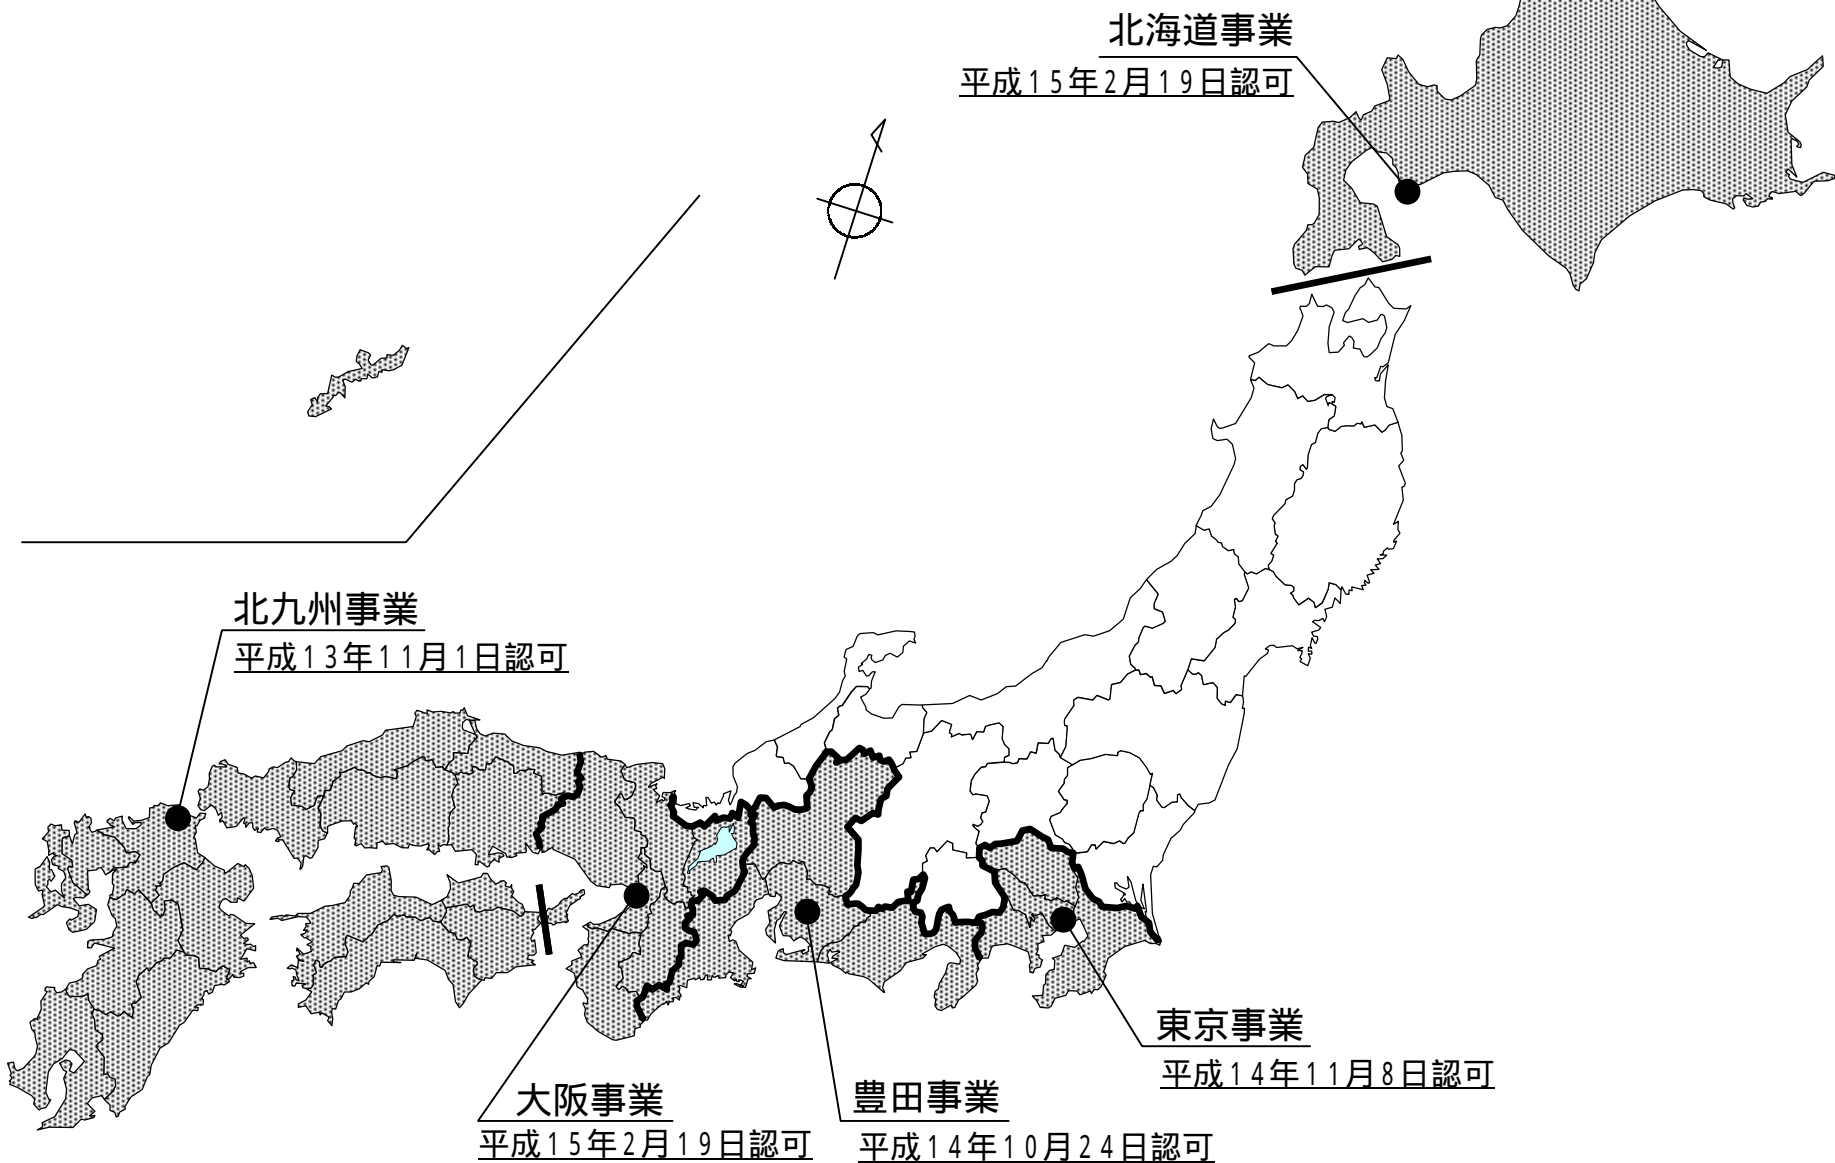 北海道事業
平成15年2月19日認可
北九州事業
平成13年11月1日認可
東京事業
平成14年11月8日認可
大阪事業
平成15年2月19日認可
豊田事業
平成14年10月24日認可